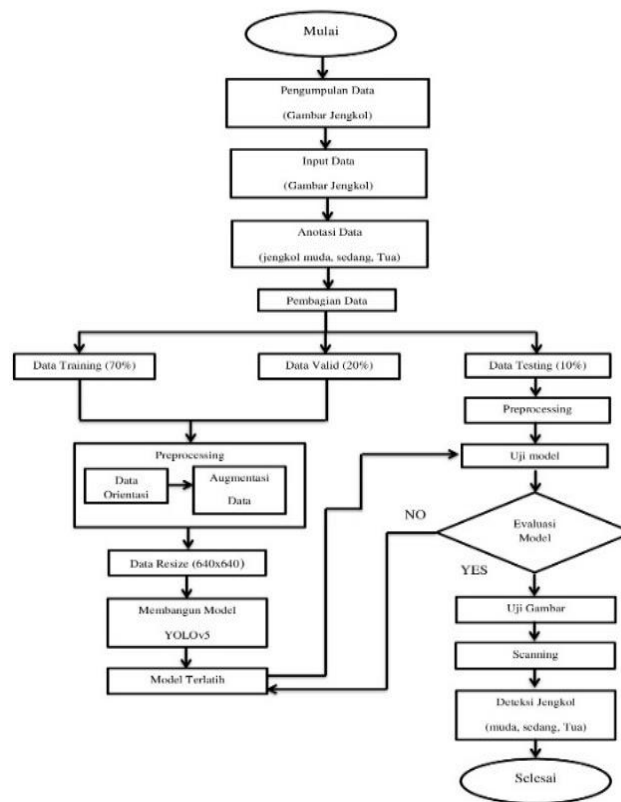 Mulai
Pengumpulan Data
(Gambar Jengkol)
Input Data
(Gambar Jengkol)
Anotasi Data
(jengkol muda, sedang, Tua)
Pembagian Data
Data Training (70%)
Data Valid (20%)
Data Testing (10%)
Preprocessing
Data
Orientasi
Augmentasi
Data
Data Resize (640x640)
Membangun Model
YOLOv5
Model Terlatih
Preprocessing
Uji model
NO
Evaluasi
Model
YES
Uji Gambar
Scanning
Deteksi Jengkol
(muda, sedang, Tua)
Selesai